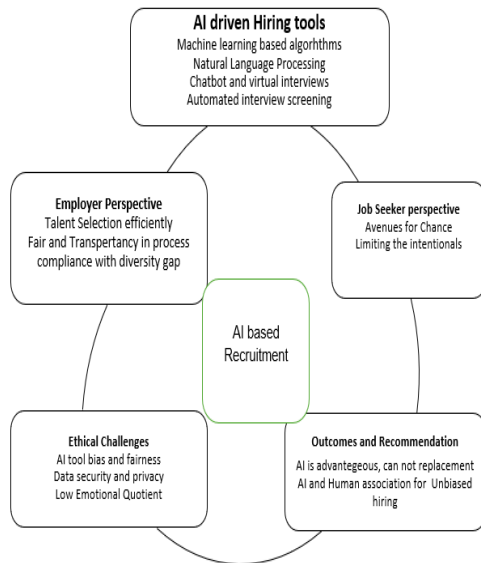 AI driven Hiring tools
Machine learning based algorhthms
Natural Language Processing
Chatbot and virtual interviews
Automated interview screening
Employer Perspective
Talent Selection efficiently
Fair and Transpertancy in process
compliance with diversity gap
Job Seeker perspective
Avenues for Chance
Limiting the intentionals
AI based
Recruitment
Ethical Challenges
AI tool bias and fairness
Data security and privacy
Low Emotional Quotient
Outcomes and Recommendation
AI is advantegeous, can not replacement
AI and Human association for Unbiased
hiring